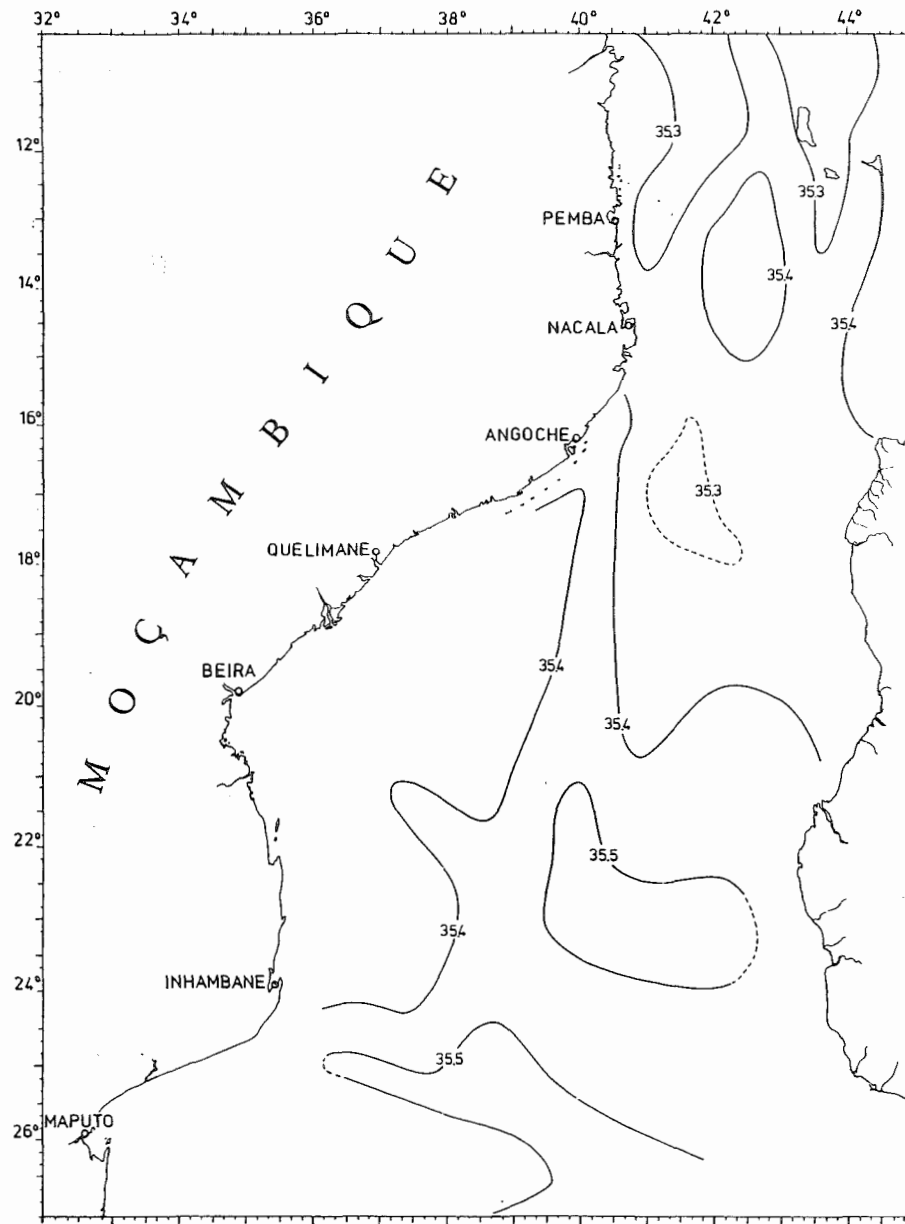 32° 34° 36° 38° 40° 42° 44°
12°
14°
16°
18°
20°
22°
24°
26°
MOÇAMBIQUE
PEMBA
NACALA
ANGOCHE
QUELIMANE
BEIRA
INHAMBANE
MAPUTO
35.3
35.3
35.4
35.4
35.3
35.4
35.4
35.5
35.4
35.5